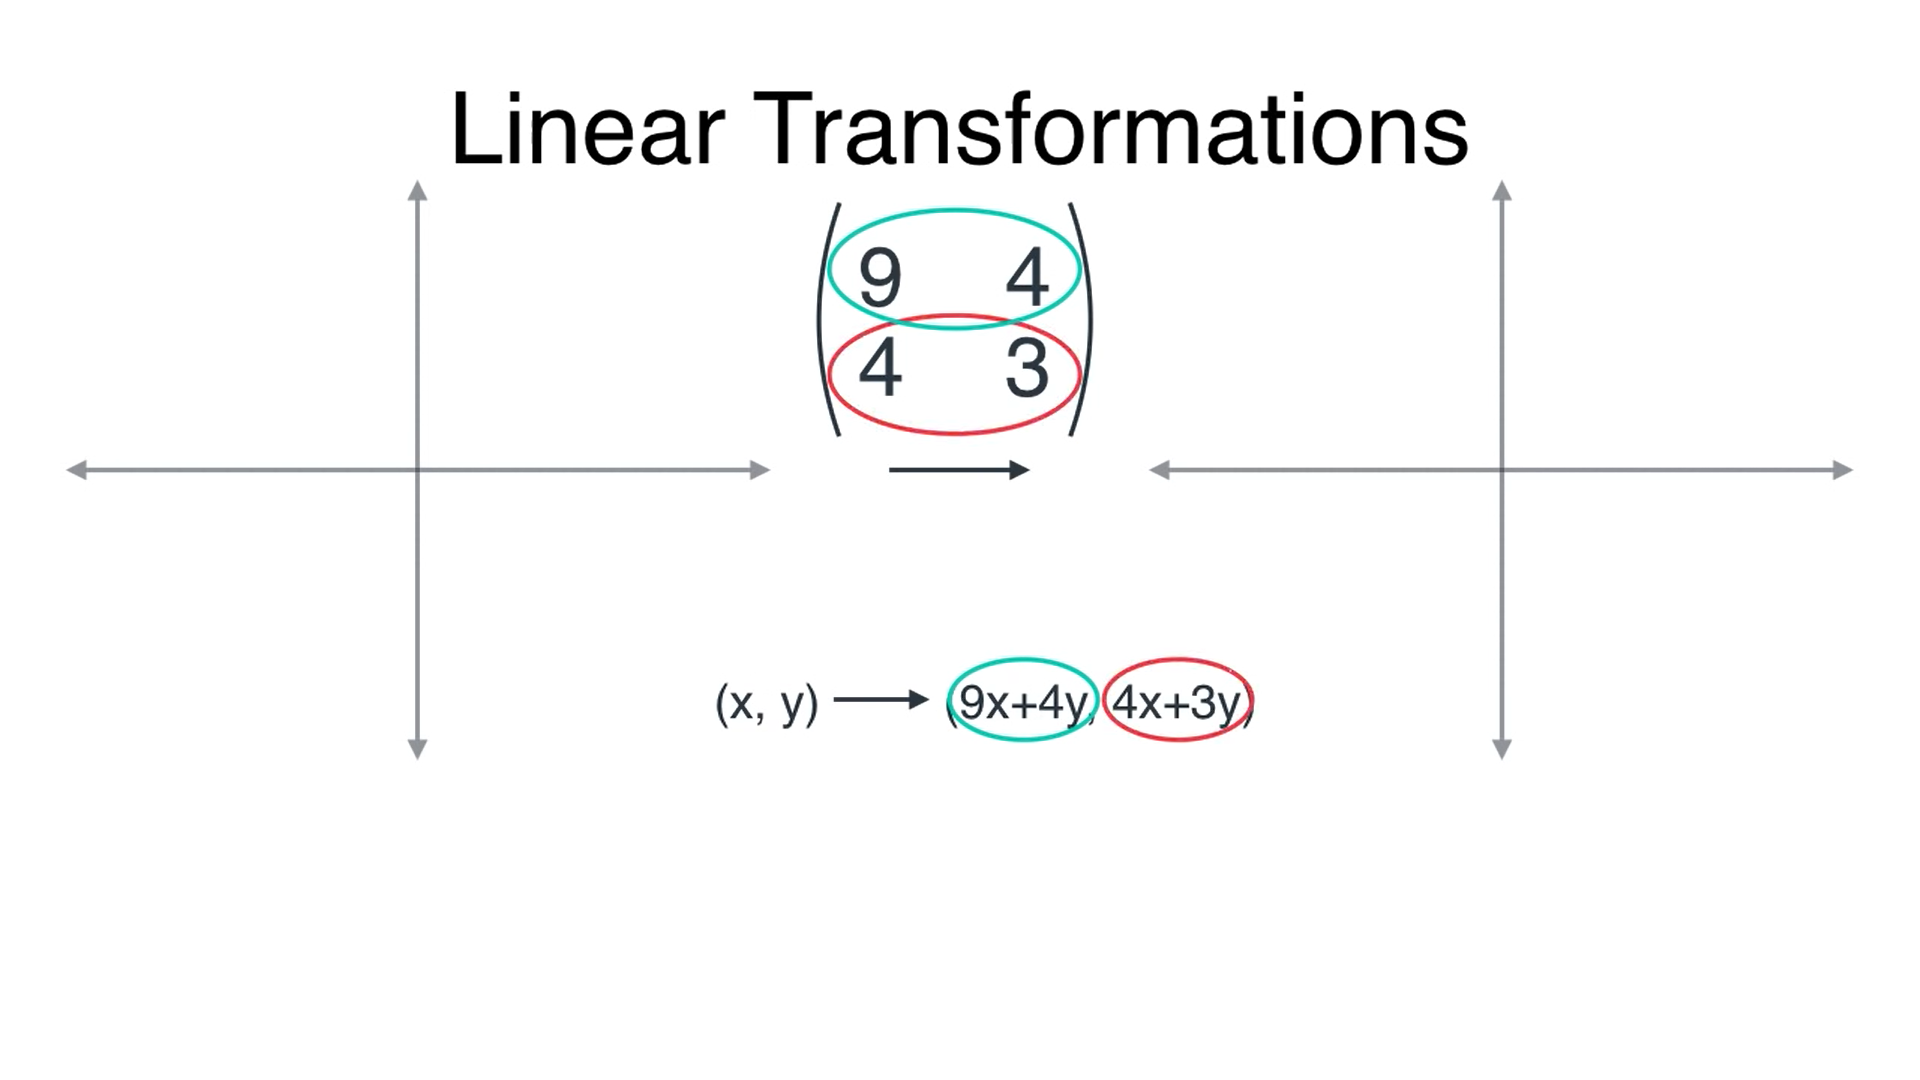 Linear Transformations
9 4
4 3
(x, y) (9x+4y, 4x+3y)